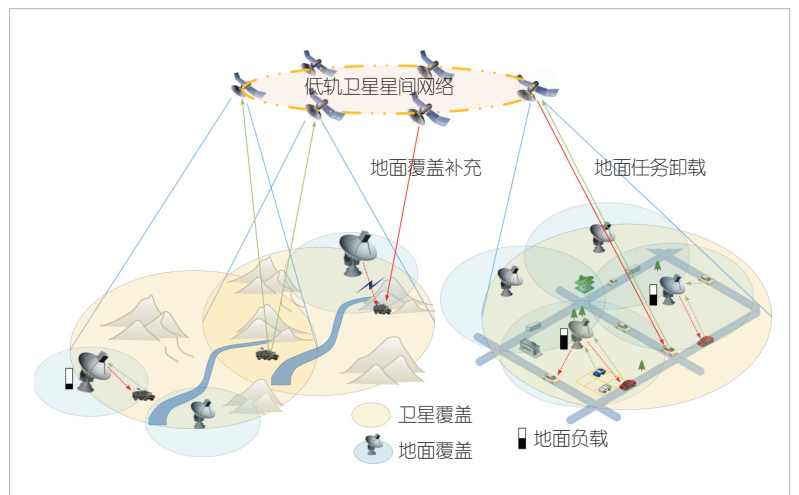 低轨卫星星间网络
地面覆盖补充
地面任务卸载
卫星覆盖
地面覆盖
地面负载